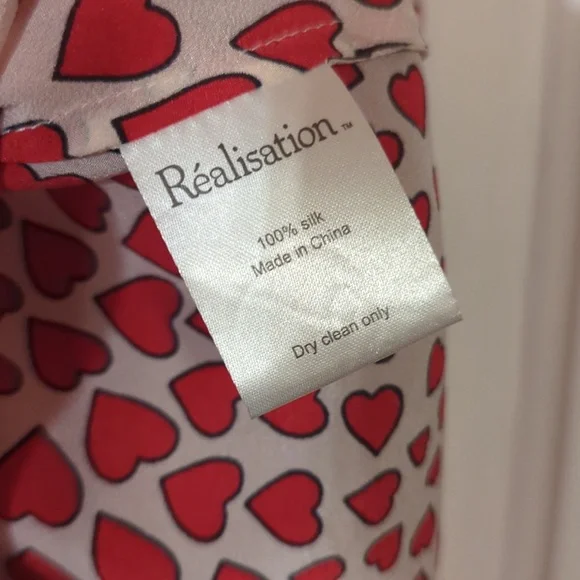 Réalisation™
100% silk
Made in China
Dry clean only